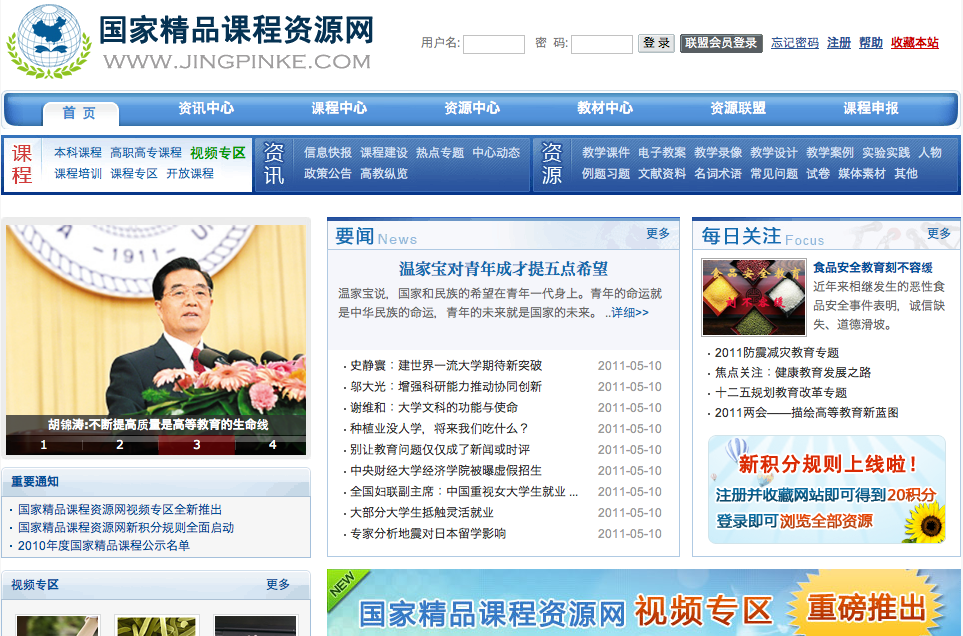 国家精品课程资源网
WWW.JINGPINKE.COM
用户名: 密 码: 登 录 联盟会员登录 忘记密码 注册 帮助 收藏本站
首 页 资讯中心 课程中心 资源中心 教材中心 资源联盟 课程申报
课程
本科课程 高职高专课程 视频专区
课程培训 课程专区 开放课程
资讯
信息快报 课程建设 热点专题 中心动态
政策公告 高教纵览
资源
教学课件 电子教案 教学录像 教学设计 教学案例 实验实践 人物
例题习题 文献资料 名词术语 常见问题 试卷 媒体素材 其他
- 1911 -
胡锦涛:不断提高质量是高等教育的生命线
1 2 3 4
重要通知
· 国家精品课程资源网视频专区全新推出
· 国家精品课程资源网新积分规则全面启动
· 2010年度国家精品课程公示名单
视频专区 更多
要闻 News 更多
温家宝对青年成才提五点希望
温家宝说，国家和民族的希望在青年一代身上。青年的命运就
是中华民族的命运，青年的未来就是国家的未来。 ..详细>>
· 史静寰：建世界一流大学期待新突破 2011-05-10
· 邬大光：增强科研能力推动协同创新 2011-05-10
· 谢维和：大学文科的功能与使命 2011-05-10
· 种植业没人学，将来我们吃什么？ 2011-05-10
· 别让教育问题仅仅成了新闻或时评 2011-05-10
· 中央财经大学经济学院被曝虚假招生 2011-05-10
· 全国妇联副主席：中国重视女大学生就业 ... 2011-05-10
· 大部分大学生抵触灵活就业 2011-05-10
· 专家分析地震对日本留学影响 2011-05-10
每日关注 Focus 更多
食品安全教育
刻不容缓
食品安全教育刻不容缓
近年来相继发生的恶性食
品安全事件表明，诚信缺
失、道德滑坡。
· 2011防震减灾教育专题
· 焦点关注：健康教育发展之路
· 十二五规划教育改革专题
· 2011两会——描绘高等教育新蓝图
新积分规则上线啦！
注册并收藏网站即可得到20积分
登录即可浏览全部资源
NEW
国家精品课程资源网 视频专区 重磅推出